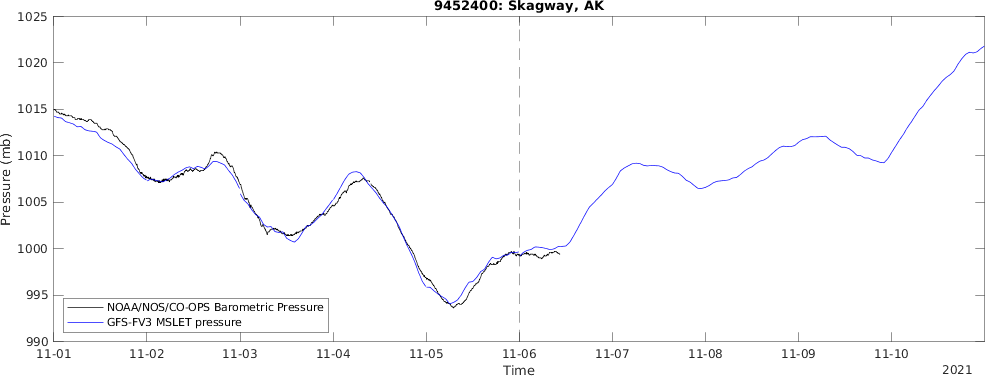 9452400: Skagway, AK
Pressure (mb)
1025
1020
1015
1010
1005
1000
995
990
NOAA/NOS/CO-OPS Barometric Pressure
GFS-FV3 MSLET pressure
11-01 11-02 11-03 11-04 11-05 11-06 11-07 11-08 11-09 11-10
Time
2021